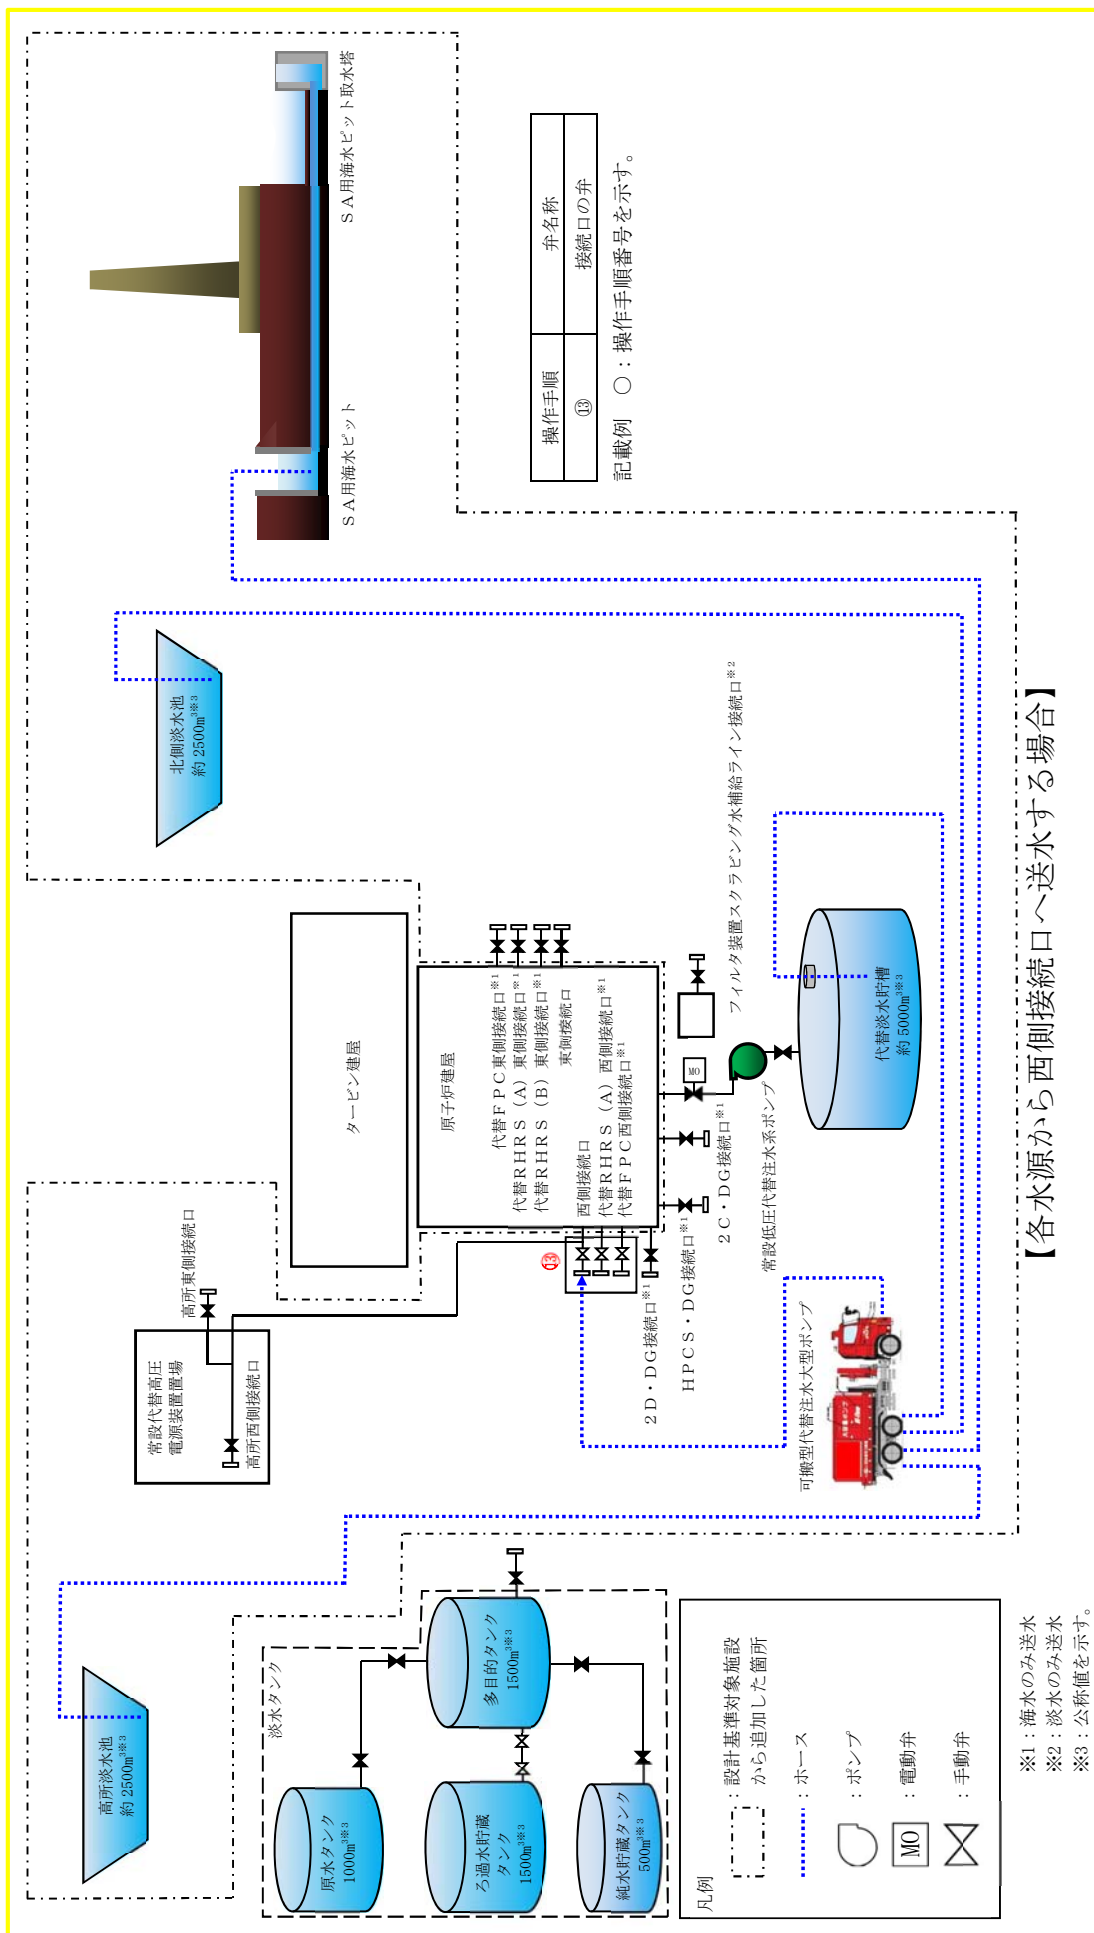 ＳＡ用海水ピット取水塔
ＳＡ用海水ピット
操作手順
弁名称
⑬
接続口の弁
記載例　○：操作手順番号を示す。
北側淡水池
約 2500m³※3
タービン建屋
原子炉建屋
代替ＦＰＣ東側接続口※1
代替ＲＨＲＳ（Ａ）東側接続口※1
代替ＲＨＲＳ（Ｂ）東側接続口※1
東側接続口
西側接続口
代替ＲＨＲＳ（Ａ）西側接続口※1
代替ＦＰＣ西側接続口※1
⑬
フィルタ装置スクラビング水補給ライン接続口※2
MO
常設低圧代替注水系ポンプ
代替淡水貯槽
約 5000m³※3
２Ｃ・ＤＧ接続口※1
ＨＰＣＳ・ＤＧ接続口※1
２Ｄ・ＤＧ接続口※1
高所東側接続口
常設代替高圧
電源装置置場
高所西側接続口
可搬型代替注水大型ポンプ
高所淡水池
約 2500m³※3
淡水タンク
多目的タンク
1500m³※3
原水タンク
1000m³※3
ろ過水貯蔵
タンク
1500m³※3
純水貯蔵タンク
500m³※3
凡例
：設計基準対象施設
から追加した箇所
：ホース
：ポンプ
MO
：電動弁
：手動弁
※1：海水のみ送水
※2：淡水のみ送水
※3：公称値を示す。
【各水源から西側接続口へ送水する場合】